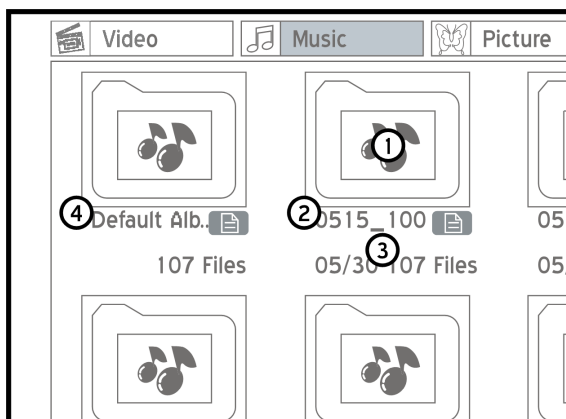 Video Music Picture
1
4 Default Alb.. 2 0515_100 05
3
107 Files 05/30 107 Files 05/